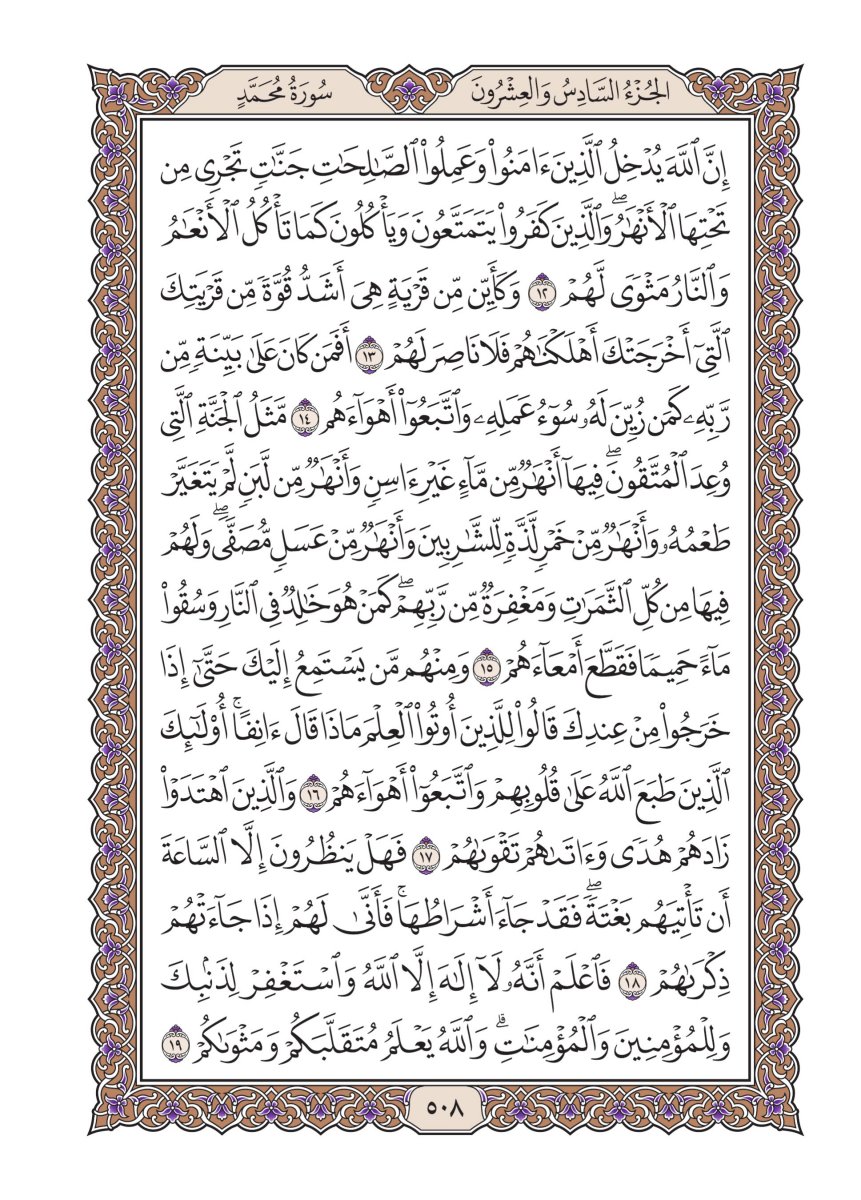 الجُزْءُ السَّادِسُ وَالعِشْرُونَ
سُورَةُ مُحَمَّدٍ
إِنَّ ٱللَّهَ يُدْخِلُ ٱلَّذِينَ ءَامَنُوا۟ وَعَمِلُوا۟ ٱلصَّٰلِحَٰتِ جَنَّٰتٍ تَجْرِى مِن
تَحْتِهَا ٱلْأَنْهَٰرُ ۖ وَٱلَّذِينَ كَفَرُوا۟ يَتَمَتَّعُونَ وَيَأْكُلُونَ كَمَا تَأْكُلُ ٱلْأَنْعَٰمُ
وَٱلنَّارُ مَثْوًى لَّهُمْ ١٢ وَكَأَيِّن مِّن قَرْيَةٍ هِىَ أَشَدُّ قُوَّةً مِّن قَرْيَتِكَ
ٱلَّتِىٓ أَخْرَجَتْكَ أَهْلَكْنَٰهُمْ فَلَا نَاصِرَ لَهُمْ ١٣ أَفَمَن كَانَ عَلَىٰ بَيِّنَةٍ مِّن
رَّبِّهِۦ كَمَن زُيِّنَ لَهُۥ سُوٓءُ عَمَلِهِۦ وَٱتَّبَعُوٓا۟ أَهْوَآءَهُم ١٤ مَّثَلُ ٱلْجَنَّةِ ٱلَّتِى
وُعِدَ ٱلْمُتَّقُونَ ۖ فِيهَآ أَنْهَٰرٌ مِّن مَّآءٍ غَيْرِ ءَاسِنٍ وَأَنْهَٰرٌ مِّن لَّبَنٍ لَّمْ يَتَغَيَّرْ
طَعْمُهُۥ وَأَنْهَٰرٌ مِّنْ خَمْرٍ لَّذَّةٍ لِّلشَّٰرِبِينَ وَأَنْهَٰرٌ مِّنْ عَسَلٍ مُّصَفًّى ۖ وَلَهُمْ
فِيهَا مِن كُلِّ ٱلثَّمَرَٰتِ وَمَغْفِرَةٌ مِّن رَّبِّهِمْ ۖ كَمَنْ هُوَ خَٰلِدٌ فِى ٱلنَّارِ وَسُقُوا۟
مَآءً حَمِيمًا فَقَطَّعَ أَمْعَآءَهُمْ ١٥ وَمِنْهُم مَّن يَسْتَمِعُ إِلَيْكَ حَتَّىٰٓ إِذَا
خَرَجُوا۟ مِنْ عِندِكَ قَالُوا۟ لِلَّذِينَ أُوتُوا۟ ٱلْعِلْمَ مَاذَا قَالَ ءَانِفًا ۚ أُو۟لَٰٓئِكَ
ٱلَّذِينَ طَبَعَ ٱللَّهُ عَلَىٰ قُلُوبِهِمْ وَٱتَّبَعُوٓا۟ أَهْوَآءَهُمْ ١٦ وَٱلَّذِينَ ٱهْتَدَوْا۟
زَادَهُمْ هُدًى وَءَاتَىٰهُمْ تَقْوَىٰهُمْ ١٧ فَهَلْ يَنظُرُونَ إِلَّا ٱلسَّاعَةَ
أَن تَأْتِيَهُم بَغْتَةً ۖ فَقَدْ جَآءَ أَشْرَاطُهَا ۚ فَأَنَّىٰ لَهُمْ إِذَا جَآءَتْهُمْ
ذِكْرَىٰهُمْ ١٨ فَٱعْلَمْ أَنَّهُۥ لَآ إِلَٰهَ إِلَّا ٱللَّهُ وَٱسْتَغْفِرْ لِذَنۢبِكَ
وَلِلْمُؤْمِنِينَ وَٱلْمُؤْمِنَٰتِ ۗ وَٱللَّهُ يَعْلَمُ مُتَقَلَّبَكُمْ وَمَثْوَىٰكُمْ ١٩
٥٠٨